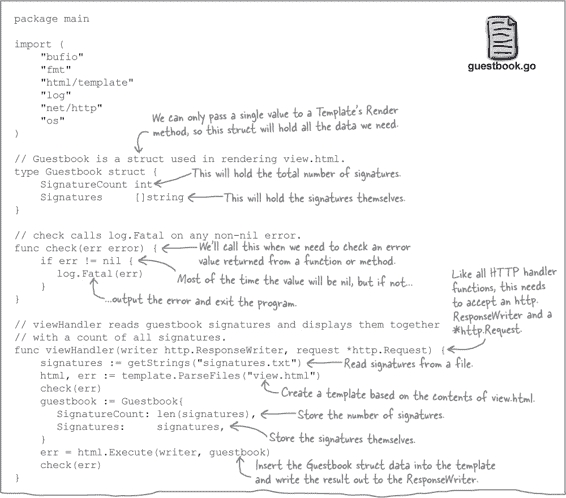 package main
guestbook.go
import (
"bufio"
"fmt"
"html/template"
"log"
"net/http"
"os"
)
We can only pass a single value to a Template's Render
method, so this struct will hold all the data we need.
// Guestbook is a struct used in rendering view.html.
type Guestbook struct {
This will hold the total number of signatures.
SignatureCount int
Signatures []string
This will hold the signatures themselves.
}
// check calls log.Fatal on any non-nil error.
func check(err error) {
We'll call this when we need to check an error
value returned from a function or method.
if err != nil {
Most of the time the value will be nil, but if not...
log.Fatal(err)
}
...output the error and exit the program.
}
Like all HTTP handler
functions, this needs
to accept an http.
ResponseWriter and a
*http.Request.
// viewHandler reads guestbook signatures and displays them together
// with a count of all signatures.
func viewHandler(writer http.ResponseWriter, request *http.Request) {
signatures := getStrings("signatures.txt")
Read signatures from a file.
html, err := template.ParseFiles("view.html")
check(err)
Create a template based on the contents of view.html.
guestbook := Guestbook{
SignatureCount: len(signatures),
Store the number of signatures.
Signatures: signatures,
Store the signatures themselves.
}
err = html.Execute(writer, guestbook)
check(err)
Insert the Guestbook struct data into the template
and write the result out to the ResponseWriter.
}